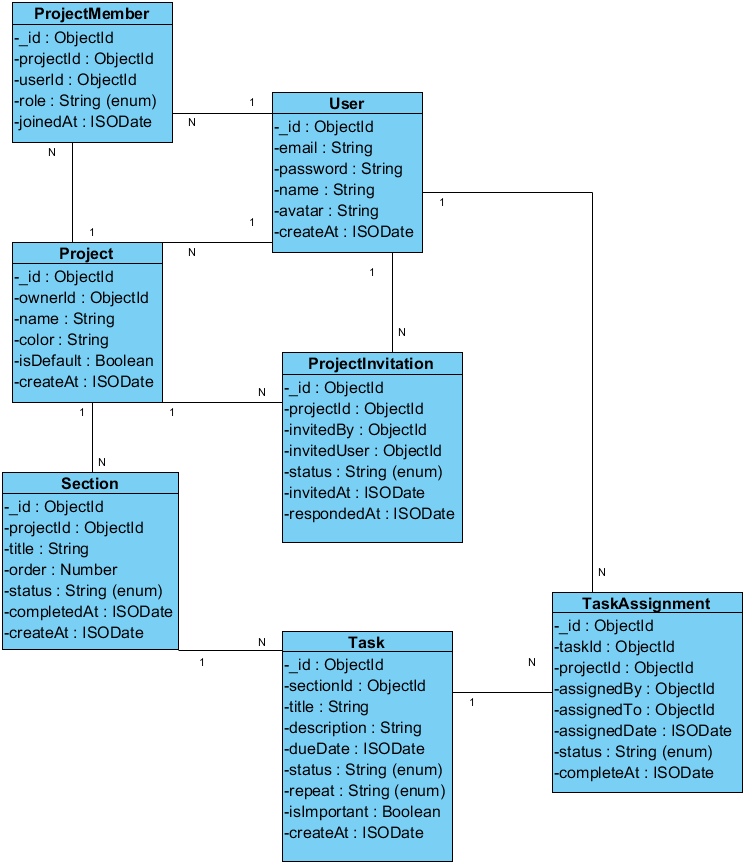 ProjectMember
-_id : ObjectId
-projectId : ObjectId
-userId : ObjectId
-role : String (enum)
-joinedAt : ISODate
N
1
1
N
User
-_id : ObjectId
-email : String
-password : String
-name : String
-avatar : String
-createAt : ISODate
1
N
1
N
1
N
Project
-_id : ObjectId
-ownerId : ObjectId
-name : String
-color : String
-isDefault : Boolean
-createAt : ISODate
1
N
1
N
ProjectInvitation
-_id : ObjectId
-projectId : ObjectId
-invitedBy : ObjectId
-invitedUser : ObjectId
-status : String (enum)
-invitedAt : ISODate
-respondedAt : ISODate
Section
-_id : ObjectId
-projectId : ObjectId
-title : String
-order : Number
-status : String (enum)
-completedAt : ISODate
-createAt : ISODate
1
N
Task
-_id : ObjectId
-sectionId : ObjectId
-title : String
-description : String
-dueDate : ISODate
-status : String (enum)
-repeat : String (enum)
-isImportant : Boolean
-createAt : ISODate
1
N
TaskAssignment
-_id : ObjectId
-taskId : ObjectId
-projectId : ObjectId
-assignedBy : ObjectId
-assignedTo : ObjectId
-assignedDate : ISODate
-status : String (enum)
-completeAt : ISODate